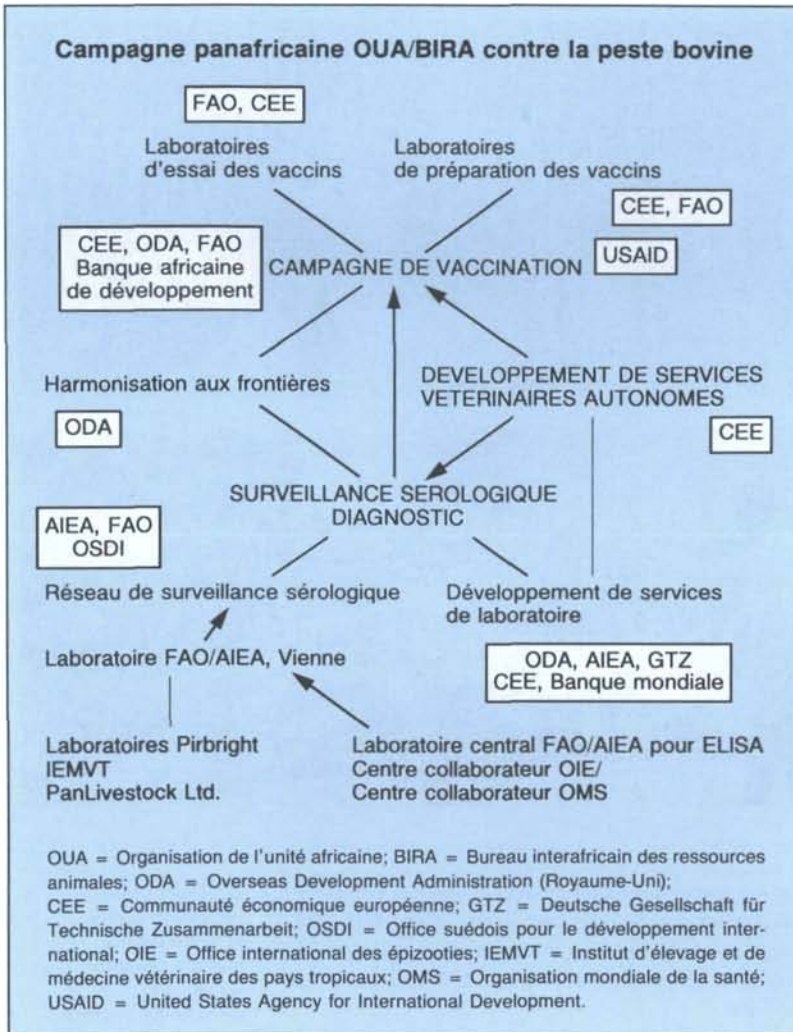 Campagne panafricaine OUA/BIRA contre la peste bovine
FAO, CEE
Laboratoires
d'essai des vaccins
Laboratoires
de préparation des vaccins
CEE, FAO
CEE, ODA, FAO
Banque africaine
de développement
CAMPAGNE DE VACCINATION
USAID
Harmonisation aux frontières
DEVELOPPEMENT DE SERVICES
VETERINAIRES AUTONOMES
ODA
CEE
SURVEILLANCE SEROLOGIQUE
DIAGNOSTIC
AIEA, FAO
OSDI
Réseau de surveillance sérologique
Développement de services
de laboratoire
Laboratoire FAO/AIEA, Vienne
ODA, AIEA, GTZ
CEE, Banque mondiale
Laboratoires Pirbright
IEMVT
PanLivestock Ltd.
Laboratoire central FAO/AIEA pour ELISA
Centre collaborateur OIE/
Centre collaborateur OMS
OUA = Organisation de l'unité africaine; BIRA = Bureau interafricain des ressources
animales; ODA = Overseas Development Administration (Royaume-Uni);
CEE = Communauté économique européenne; GTZ = Deutsche Gesellschaft für
Technische Zusammenarbeit; OSDI = Office suédois pour le développement inter-
national; OIE = Office international des épizooties; IEMVT = Institut d'élevage et de
médecine vétérinaire des pays tropicaux; OMS = Organisation mondiale de la santé;
USAID = United States Agency for International Development.